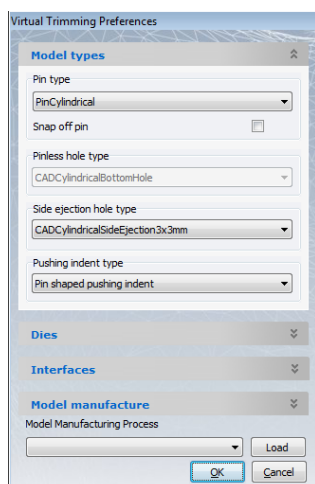 Virtual Trimming Preferences
Model types
Pin type
PinCylindrical
Snap off pin
Pinless hole type
CADCylindricalBottomHole
Side ejection hole type
CADCylindricalSideEjection3x3mm
Pushing indent type
Pin shaped pushing indent
Dies
Interfaces
Model manufacture
Model Manufacturing Process
Load
OK
Cancel